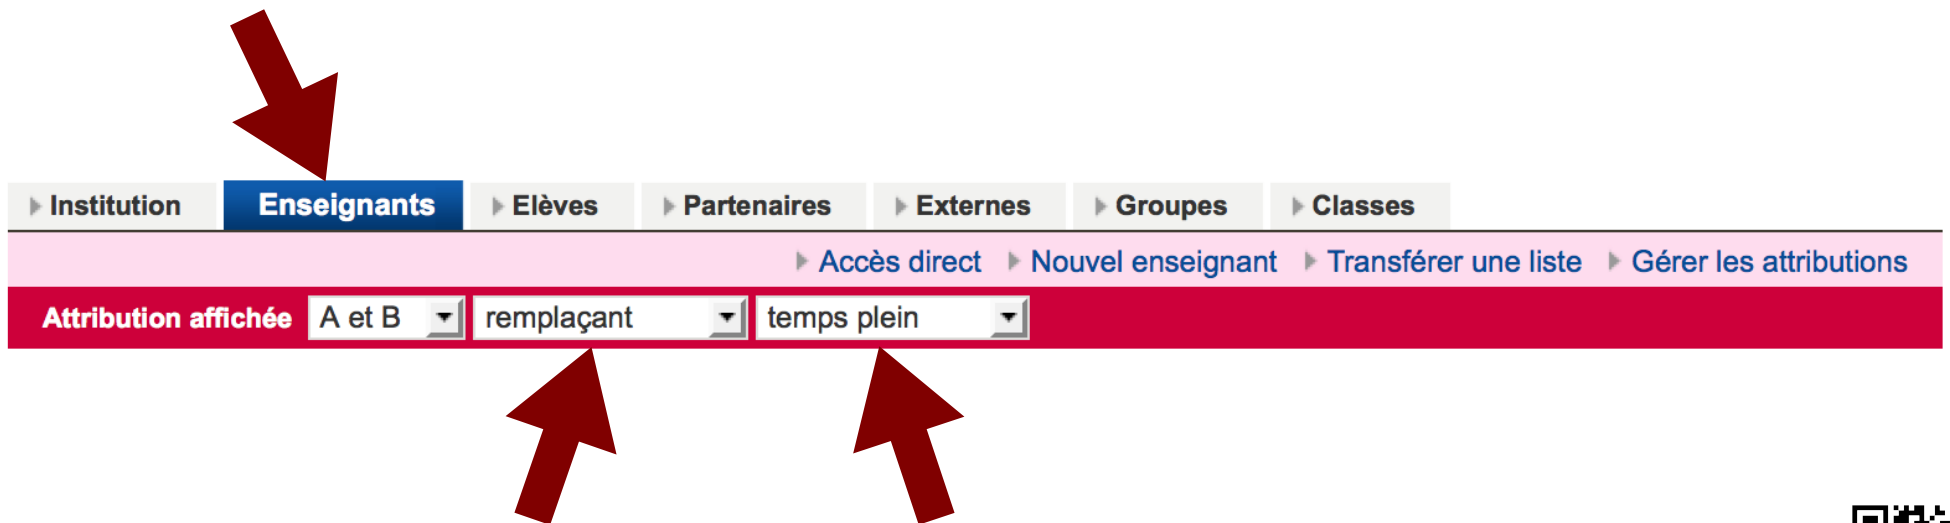 Institution Enseignants Elèves Partenaires Externes Groupes Classes
Accès direct Nouvel enseignant Transférer une liste Gérer les attributions
Attribution affichée A et B remplaçant temps plein